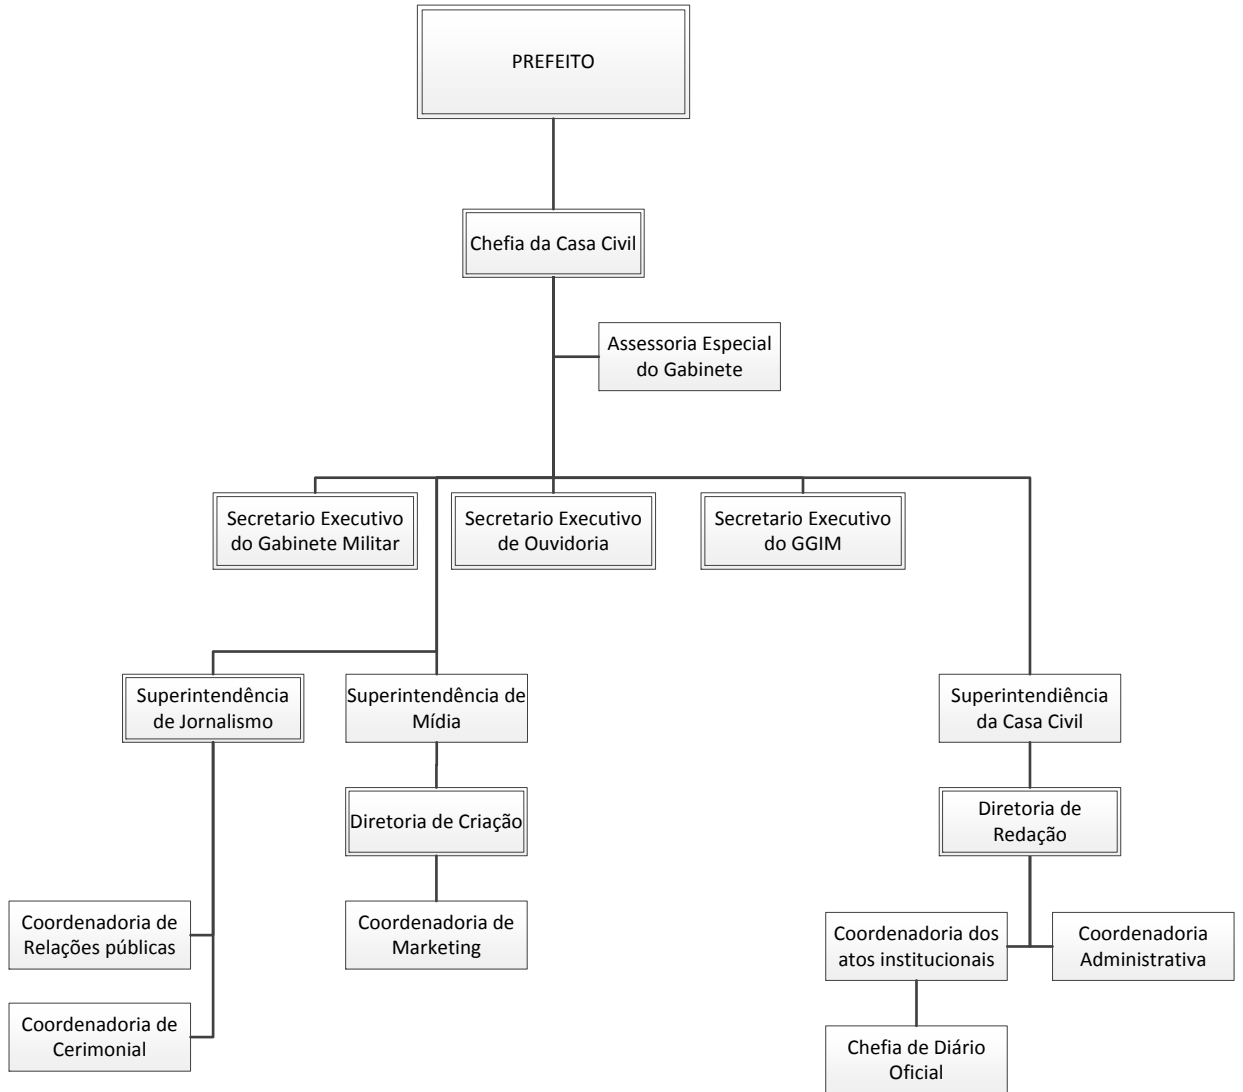 PREFEITO
Chefia da Casa Civil
Assessoria Especial
do Gabinete
Secretario Executivo
do Gabinete Militar
Secretario Executivo
de Ouvidoria
Secretario Executivo
do GGIM
Superintendência
de Jornalismo
Superintendência de
Mídia
Superintendiência
da Casa Civil
Diretoria de Criação
Diretoria de
Redação
Coordenadoria de
Relações públicas
Coordenadoria de
Marketing
Coordenadoria dos
atos institucionais
Coordenadoria
Administrativa
Coordenadoria de
Cerimonial
Chefia de Diário
Oficial